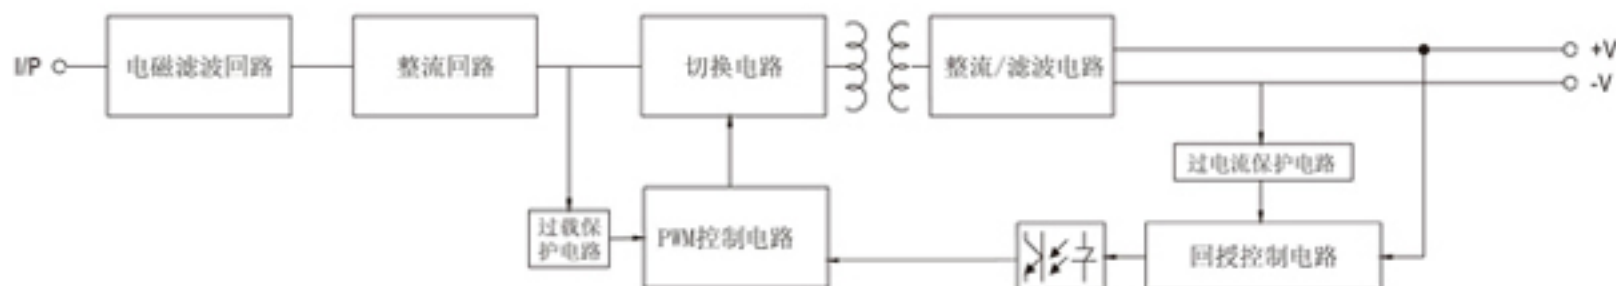 I/P
电磁滤波回路
整流回路
切换电路
整流/滤波电路
+V
-V
过电流保护电路
过载保
护电路
PWM控制电路
回授控制电路